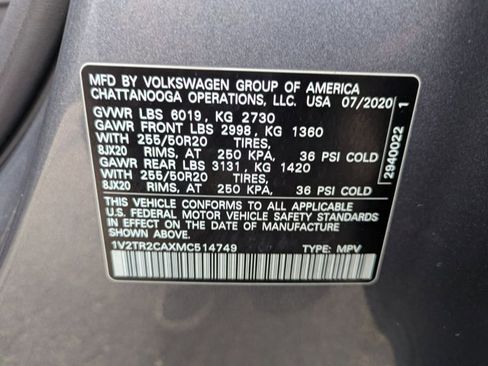 MFD BY VOLKSWAGEN GROUP OF AMERICA
CHATTANOOGA OPERATIONS, LLC. USA 07/2020
GVWR LBS 6019, KG 2730
GAWR FRONT LBS 2998, KG 1360
WITH 255/50R20 TIRES,
8JX20 RIMS, AT 250 KPA, 36 PSI COLD
GAWR REAR LBS 3131, KG 1420
WITH 255/50R20 TIRES,
8JX20 RIMS, AT 250 KPA, 36 PSI COLD
THIS VEHICLE CONFORMS TO ALL APPLICABLE
U.S. FEDERAL MOTOR VEHICLE SAFETY STANDARDS
IN EFFECT ON THE DATE OF MANUFACTURE
SHOWN ABOVE.
1V2TR2CAXMC514749 TYPE: MPV
2940022 1